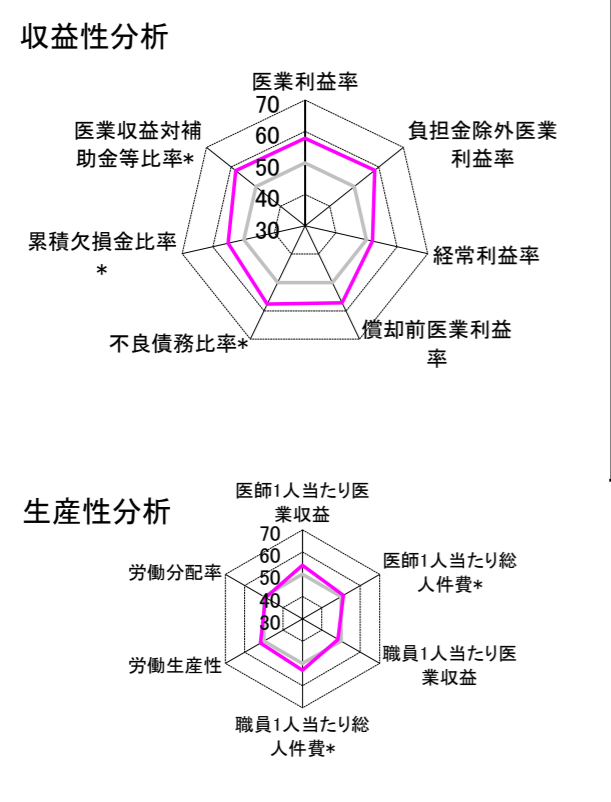 収益性分析
医業利益率
70
60
50
40
30
負担金除外医業
利益率
経常利益率
償却前医業利益
率
不良債務比率*
累積欠損金比率
*
医業収益対補
助金等比率*
生産性分析
医師1人当たり医
業収益
70
60
50
40
30
医師1人当たり総
人件費*
職員1人当たり医
業収益
職員1人当たり総
人件費*
労働生産性
労働分配率